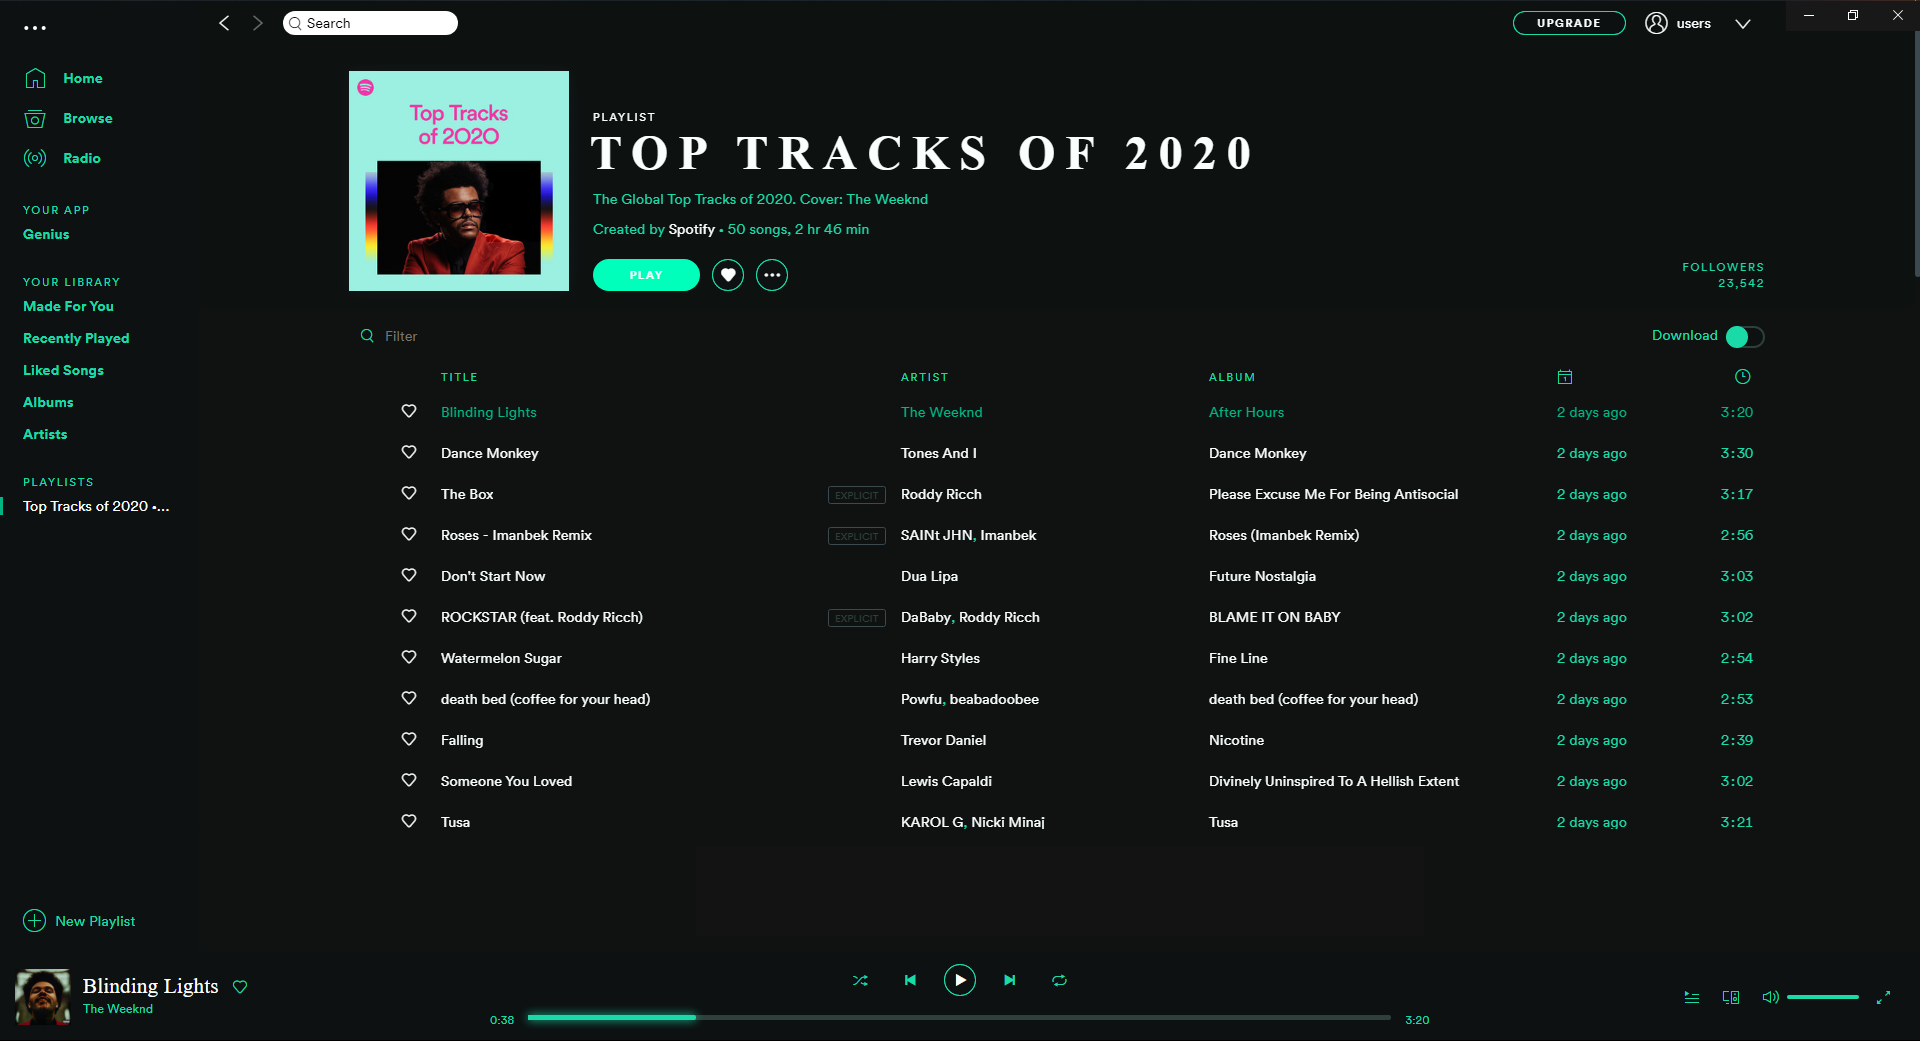 Search
UPGRADE
users
Home
Browse
Radio
YOUR APP
Genius
YOUR LIBRARY
Made For You
Recently Played
Liked Songs
Albums
Artists
PLAYLISTS
Top Tracks of 2020 •...
New Playlist
Top Tracks
of 2020
PLAYLIST
TOP TRACKS OF 2020
The Global Top Tracks of 2020. Cover: The Weeknd
Created by Spotify • 50 songs, 2 hr 46 min
PLAY
FOLLOWERS
23,542
Filter
Download
TITLE ARTIST ALBUM
Blinding Lights The Weeknd After Hours 2 days ago 3:20
Dance Monkey Tones And I Dance Monkey 2 days ago 3:30
The Box EXPLICIT Roddy Ricch Please Excuse Me For Being Antisocial 2 days ago 3:17
Roses - Imanbek Remix EXPLICIT SAINt JHN, Imanbek Roses (Imanbek Remix) 2 days ago 2:56
Don't Start Now Dua Lipa Future Nostalgia 2 days ago 3:03
ROCKSTAR (feat. Roddy Ricch) EXPLICIT DaBaby, Roddy Ricch BLAME IT ON BABY 2 days ago 3:02
Watermelon Sugar Harry Styles Fine Line 2 days ago 2:54
death bed (coffee for your head) Powfu, beabadoobee death bed (coffee for your head) 2 days ago 2:53
Falling Trevor Daniel Nicotine 2 days ago 2:39
Someone You Loved Lewis Capaldi Divinely Uninspired To A Hellish Extent 2 days ago 3:02
Tusa KAROL G, Nicki Minaj Tusa 2 days ago 3:21
Blinding Lights
The Weeknd
0:38
3:20